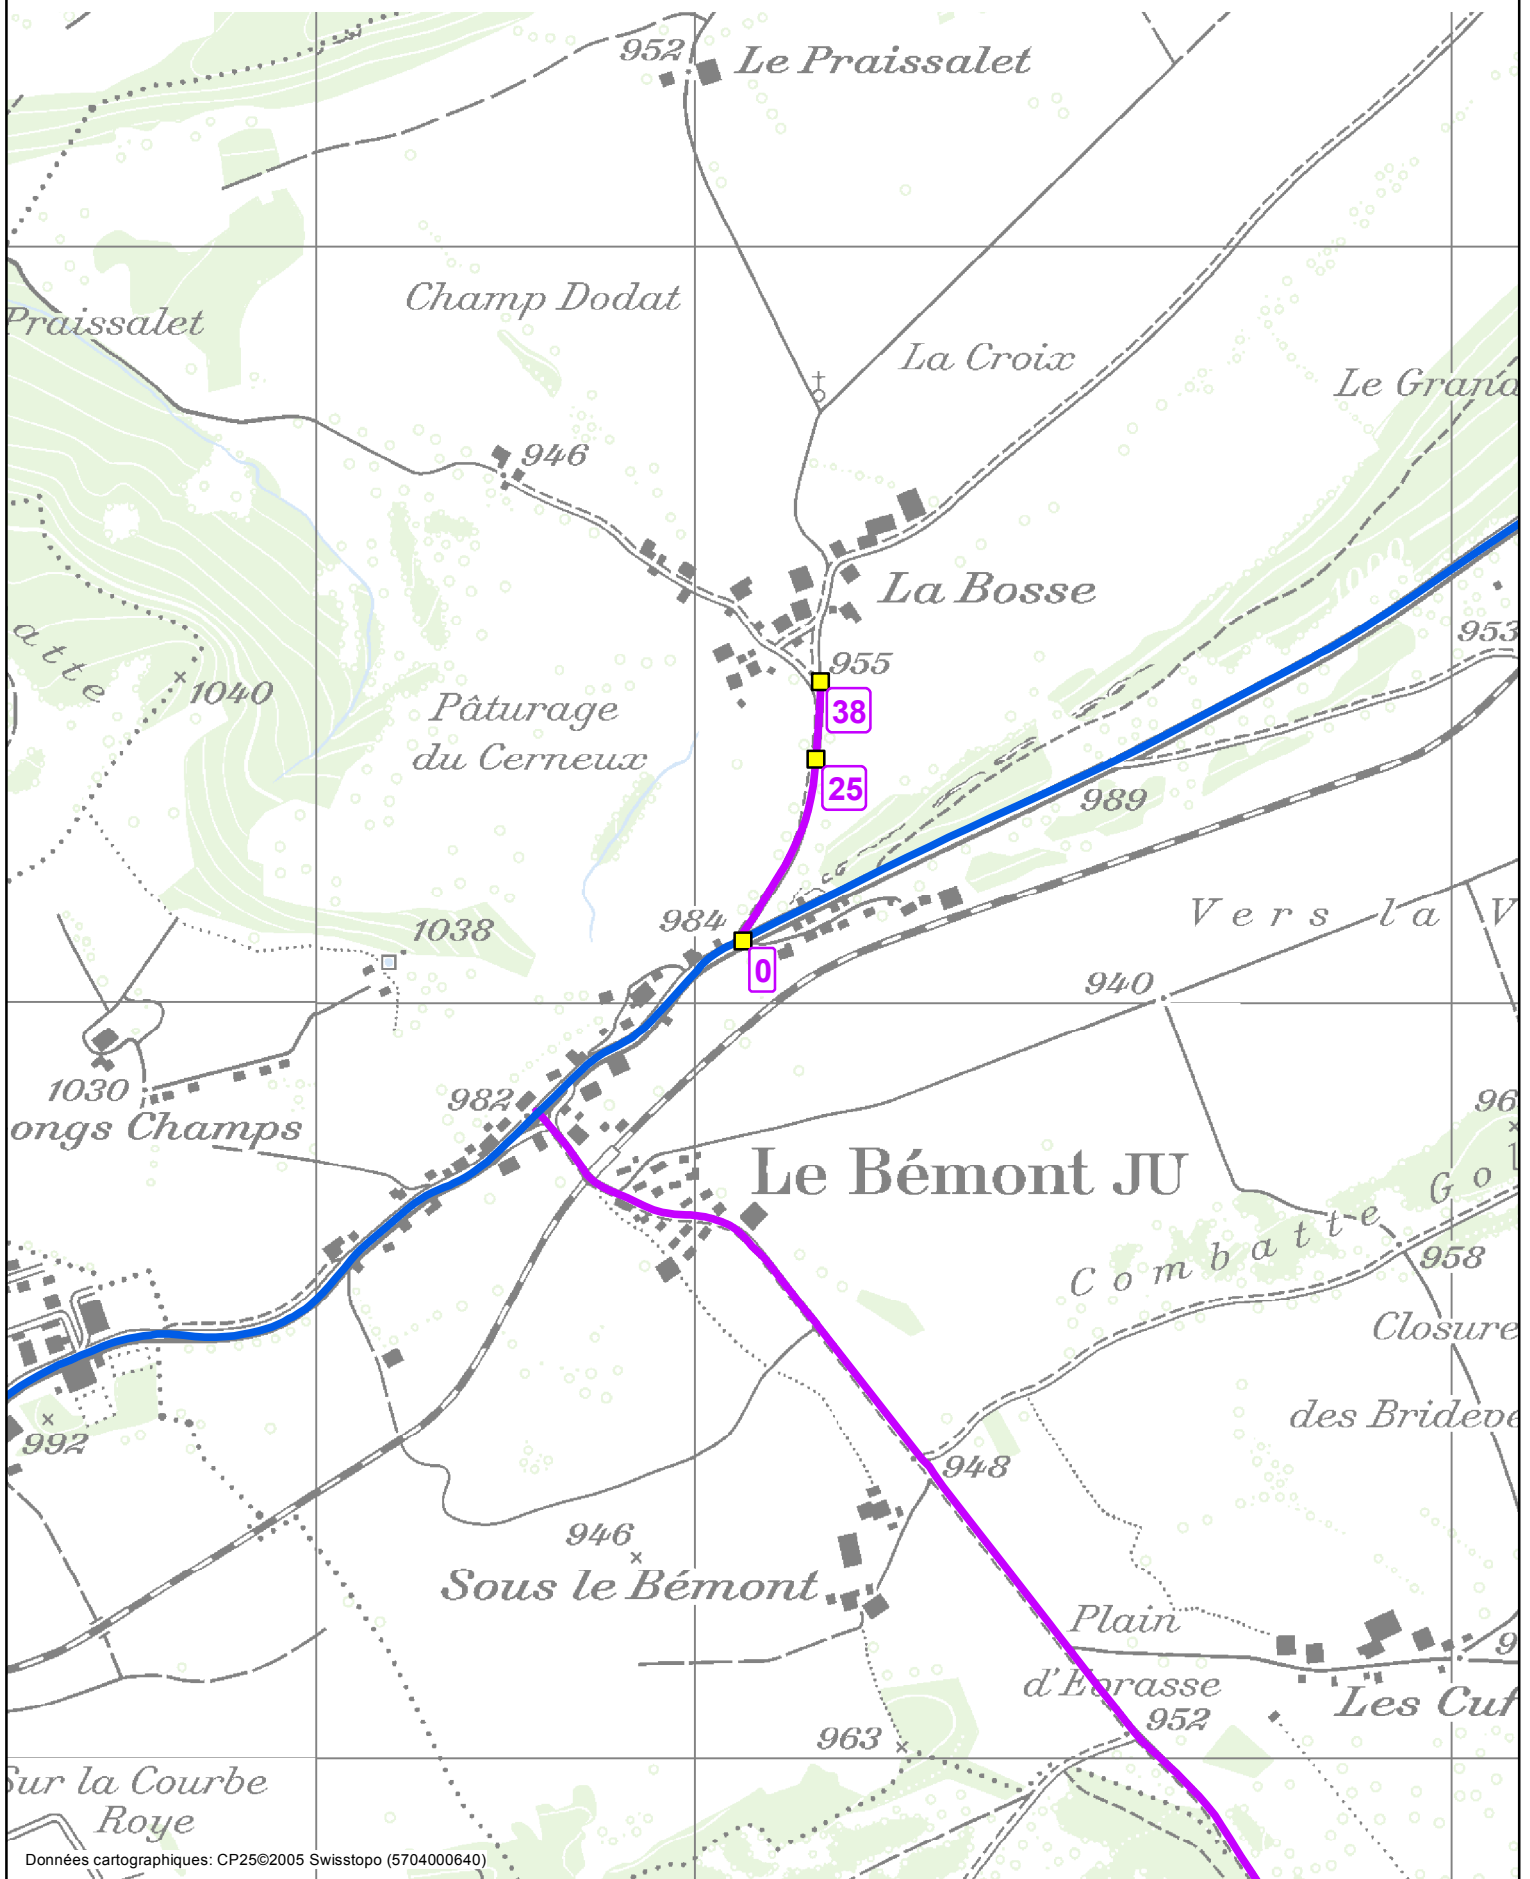 952
Le Praissalet
Praissalet
Champ Dodat
La Croix
Le Grand
946
La Bosse
1000
953
955
atte
1040
Pâturage
du Cerneux
38
25
989
984
1038
0
Vers la V
940
1030
982
96
ongs Champs
Le Bémont JU
Combatte
Go
958
Closure
992
des Brideve
948
946
Sous le Bémont
Plain
d'Eorasse
9
Les Cuf
952
963
Sur la Courbe
Roye
Données cartographiques: CP25©2005 Swisstopo (5704000640)